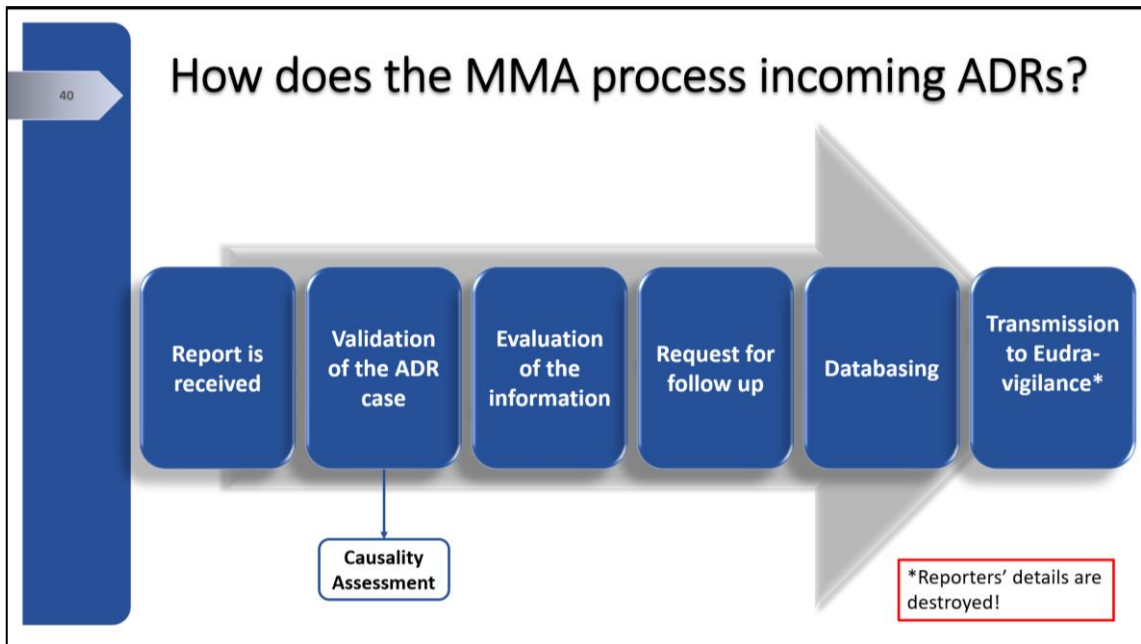 40
How does the MMA process incoming ADRs?
Report is
received
Validation
of the ADR
case
Evaluation
of the
information
Request for
follow up
Databasing
Transmission
to Eudra-
vigilance*
Causality
Assessment
*Reporters’ details are
destroyed!